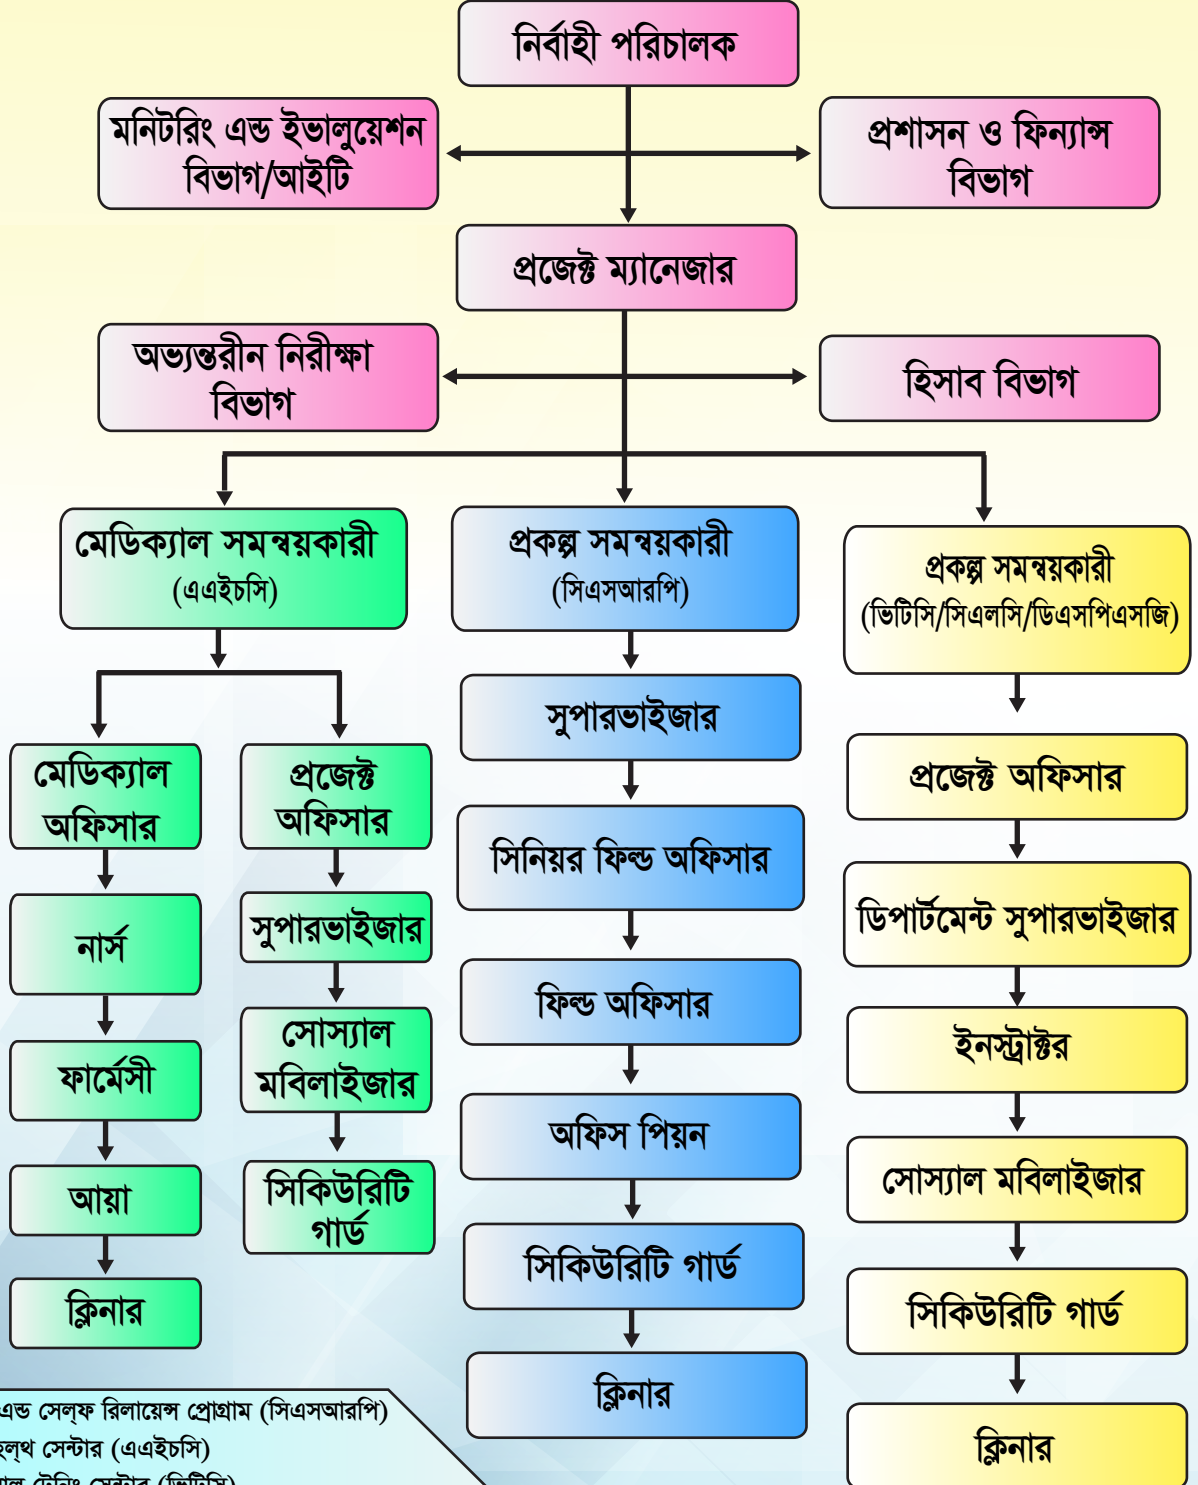 নির্বাহী পরিচালক
মনিটরিং এন্ড ইভালুয়েশন
বিভাগ/আইটি
প্রশাসন ও ফিন্যান্স
বিভাগ
প্রজেক্ট ম্যানেজার
অভ্যন্তরীন নিরীক্ষা
বিভাগ
হিসাব বিভাগ
মেডিক্যাল সমন্বয়কারী
(এএইচসি)
প্রকল্প সমন্বয়কারী
(সিএসআরপি)
প্রকল্প সমন্বয়কারী
(ভিটিসি/সিএলসি/ডিএসপিএসজি)
মেডিক্যাল
অফিসার
নার্স
ফার্মেসী
আয়া
ক্লিনার
প্রজেক্ট
অফিসার
সুপারভাইজার
সোস্যাল
মবিলাইজার
সিকিউরিটি
গার্ড
সুপারভাইজার
সিনিয়র ফিল্ড অফিসার
ফিল্ড অফিসার
অফিস পিয়ন
সিকিউরিটি গার্ড
ক্লিনার
প্রজেক্ট অফিসার
ডিপার্টমেন্ট সুপারভাইজার
ইনস্ট্রাক্টর
সোস্যাল মবিলাইজার
সিকিউরিটি গার্ড
ক্লিনার
এন্ড সেল্‌ফ রিলায়েন্স প্রোগ্রাম (সিএসআরপি)
সেন্টার (এএইচসি)